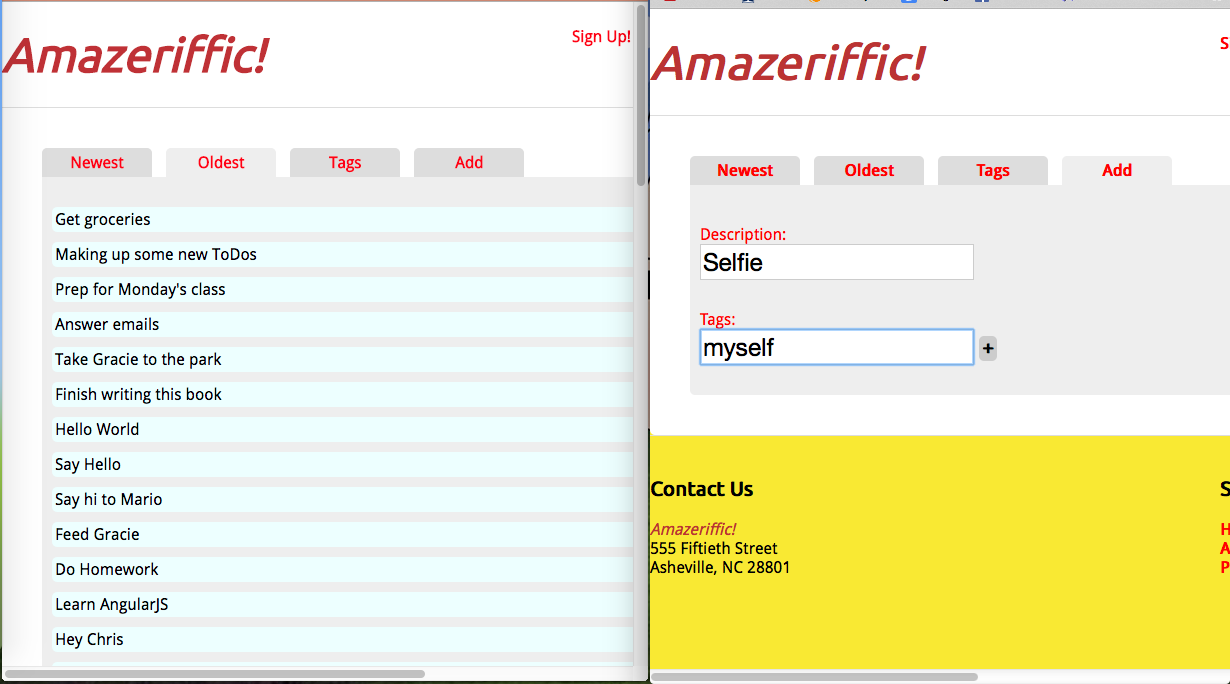 Amazeriffic!
Sign Up!
Newest
Oldest
Tags
Add
Get groceries
Making up some new ToDos
Prep for Monday's class
Answer emails
Take Gracie to the park
Finish writing this book
Hello World
Say Hello
Say hi to Mario
Feed Gracie
Do Homework
Learn AngularJS
Hey Chris
Amazeriffic!
S
Newest
Oldest
Tags
Add
Description:
Selfie
Tags:
myself
+
Contact Us
Amazeriffic!
555 Fiftieth Street
Asheville, NC 28801
S
H
A
P